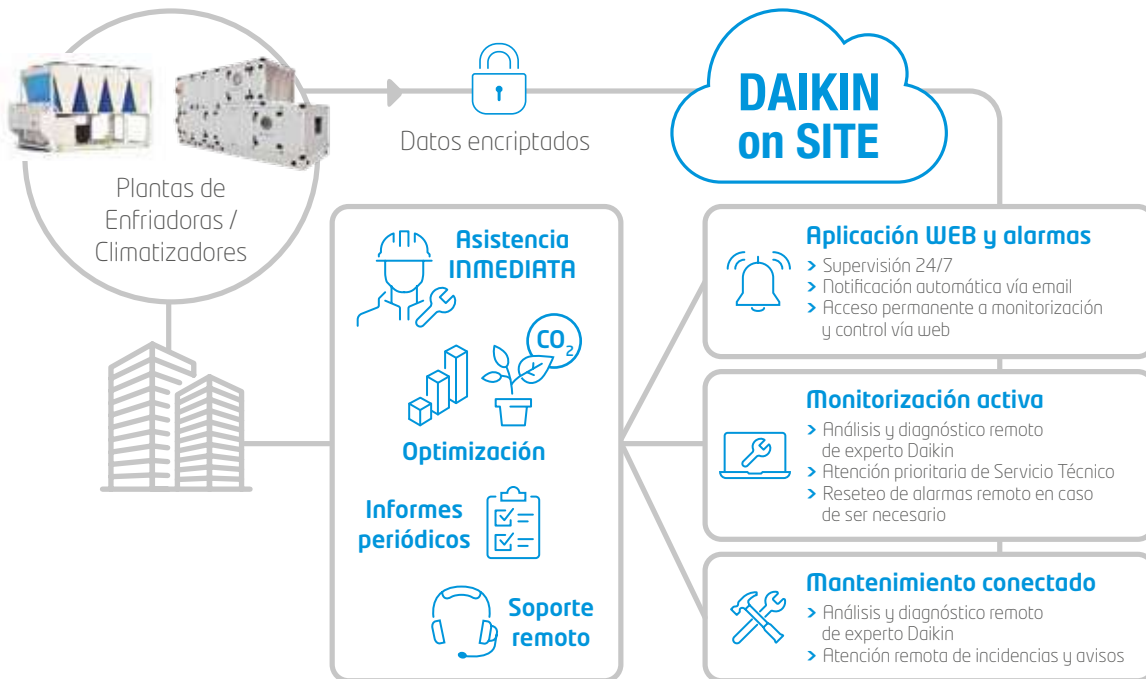 Plantas de
Enfriadoras /
Climatizadores
Datos encriptados
DAIKIN
on SITE
Asistencia
INMEDIATA
CO2
Optimización
Informes
periódicos
Soporte
remoto
Aplicación WEB y alarmas
> Supervisión 24/7
> Notificación automática vía email
> Acceso permanente a monitorización
y control vía web
Monitorización activa
> Análisis y diagnóstico remoto
de experto Daikin
> Atención prioritaria de Servicio Técnico
> Reseteo de alarmas remoto en caso
de ser necesario
Mantenimiento conectado
> Análisis y diagnóstico remoto
de experto Daikin
> Atención remota de incidencias y avisos